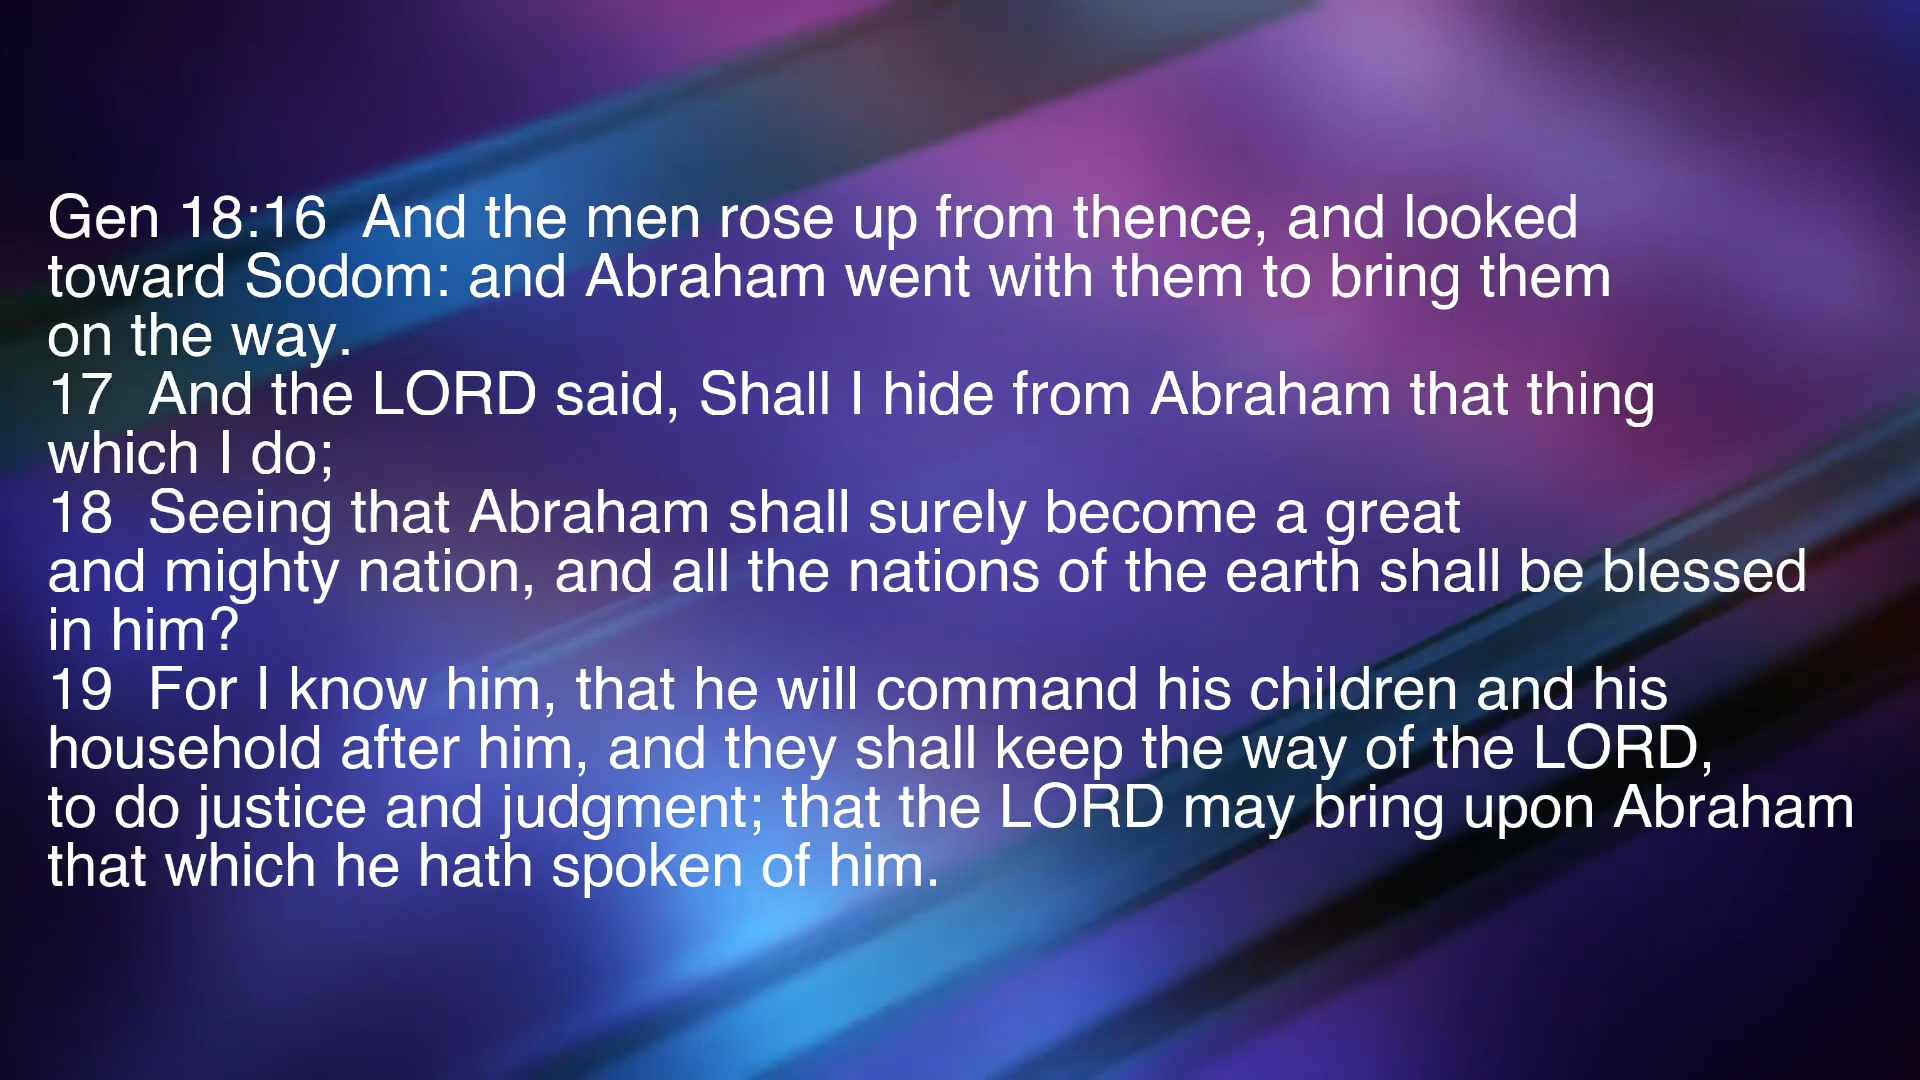 Gen 18:16  And the men rose up from thence, and looked
toward Sodom: and Abraham went with them to bring them
on the way.
17  And the LORD said, Shall I hide from Abraham that thing
which I do;
18  Seeing that Abraham shall surely become a great
and mighty nation, and all the nations of the earth shall be blessed
in him?
19  For I know him, that he will command his children and his
household after him, and they shall keep the way of the LORD,
to do justice and judgment; that the LORD may bring upon Abraham
that which he hath spoken of him.